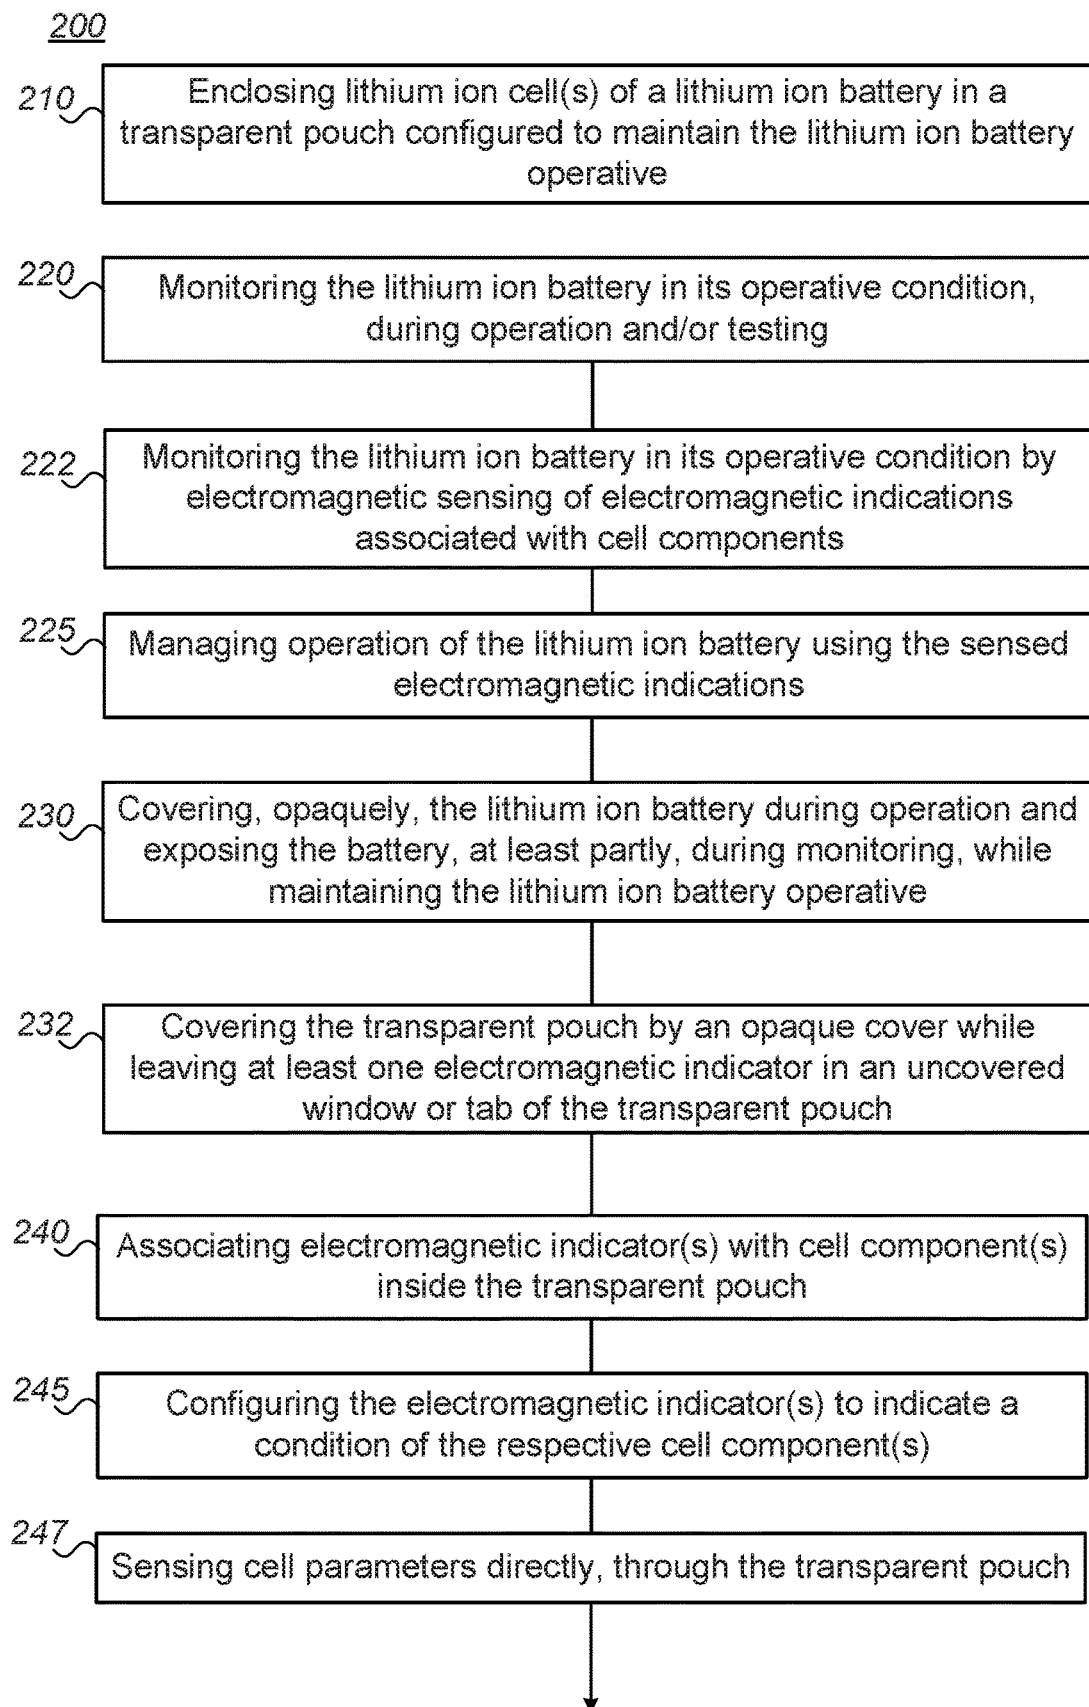 200
210
Enclosing lithium ion cell(s) of a lithium ion battery in a
transparent pouch configured to maintain the lithium ion battery
operative
220
Monitoring the lithium ion battery in its operative condition,
during operation and/or testing
222
Monitoring the lithium ion battery in its operative condition by
electromagnetic sensing of electromagnetic indications
associated with cell components
225
Managing operation of the lithium ion battery using the sensed
electromagnetic indications
230
Covering, opaquely, the lithium ion battery during operation and
exposing the battery, at least partly, during monitoring, while
maintaining the lithium ion battery operative
232
Covering the transparent pouch by an opaque cover while
leaving at least one electromagnetic indicator in an uncovered
window or tab of the transparent pouch
240
Associating electromagnetic indicator(s) with cell component(s)
inside the transparent pouch
245
Configuring the electromagnetic indicator(s) to indicate a
condition of the respective cell component(s)
247
Sensing cell parameters directly, through the transparent pouch